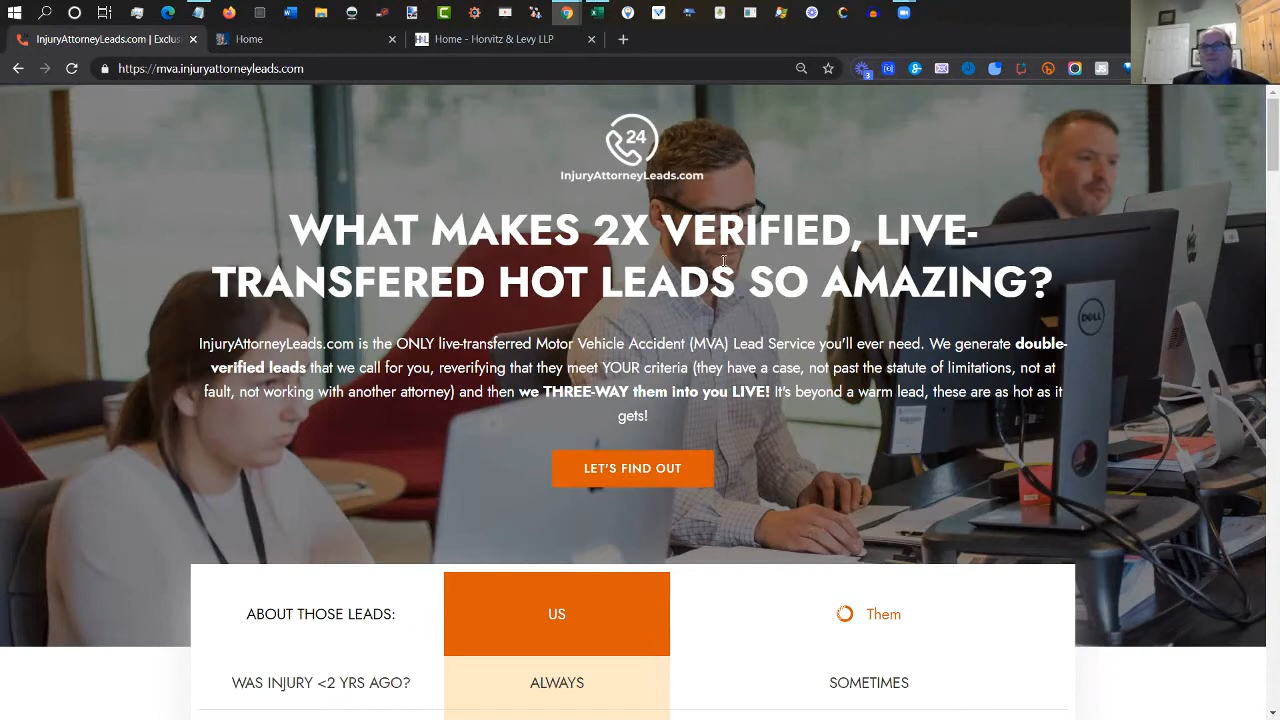 InjuryAttorneyLeads.com | Exclus
Home
Home - Horvitz & Levy LLP
https://mva.injuryattorneyleads.com
3
24
InjuryAttorneyLeads.com
WHAT MAKES 2X VERIFIED, LIVE-
TRANSFERED HOT LEADS SO AMAZING?
InjuryAttorneyLeads.com is the ONLY live-transferred Motor Vehicle Accident (MVA) Lead Service you'll ever need. We generate double-
verified leads that we call for you, reverifying that they meet YOUR criteria (they have a case, not past the statute of limitations, not at
fault, not working with another attorney) and then we THREE-WAY them into you LIVE! It's beyond a warm lead, these are as hot as it
gets!
LET'S FIND OUT
DELL
ABOUT THOSE LEADS: US Them
WAS INJURY <2 YRS AGO? ALWAYS SOMETIMES